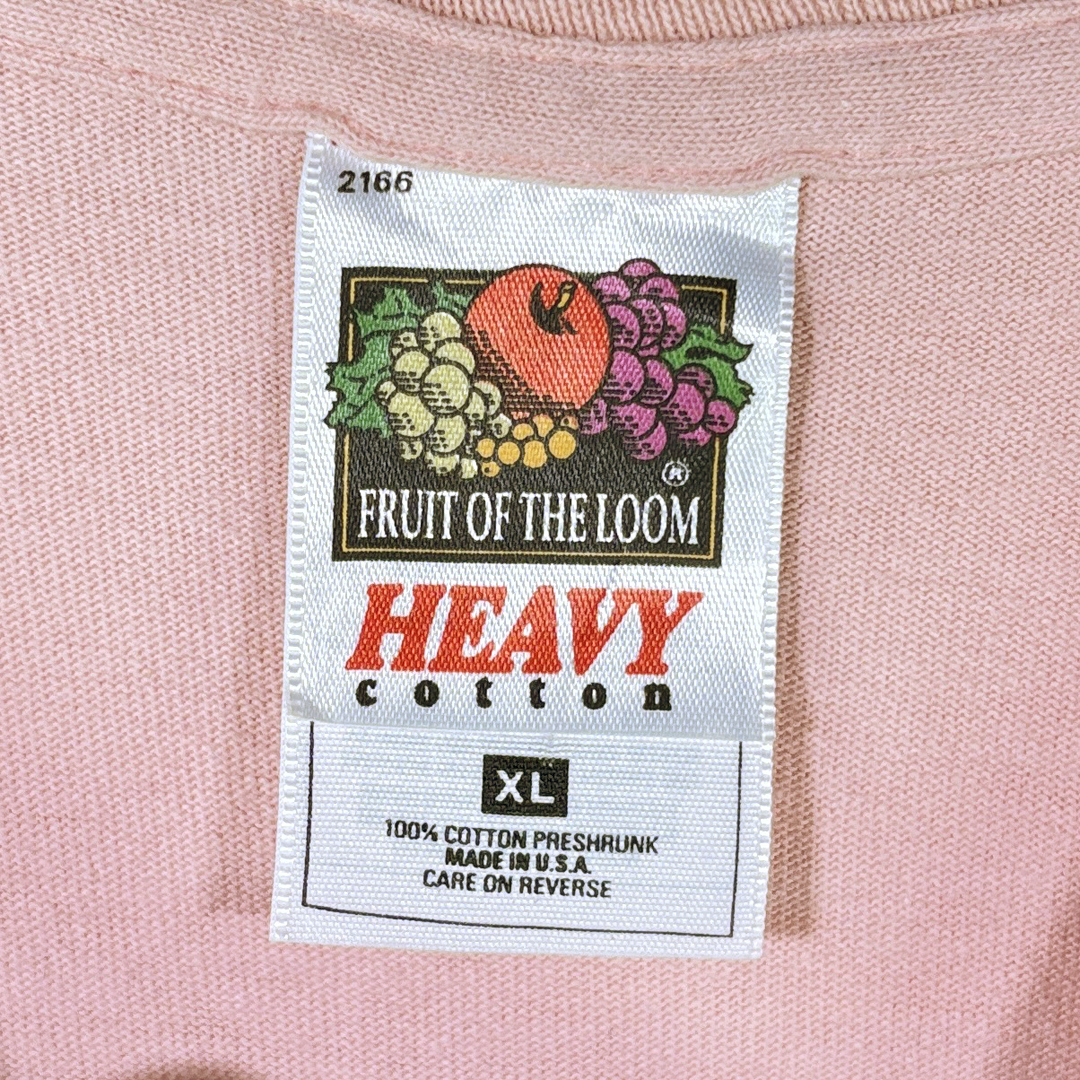 2166
®
FRUIT OF THE LOOM
HEAVY
cotton
XL
100% COTTON PRESHRUNK
MADE IN U.S.A.
CARE ON REVERSE